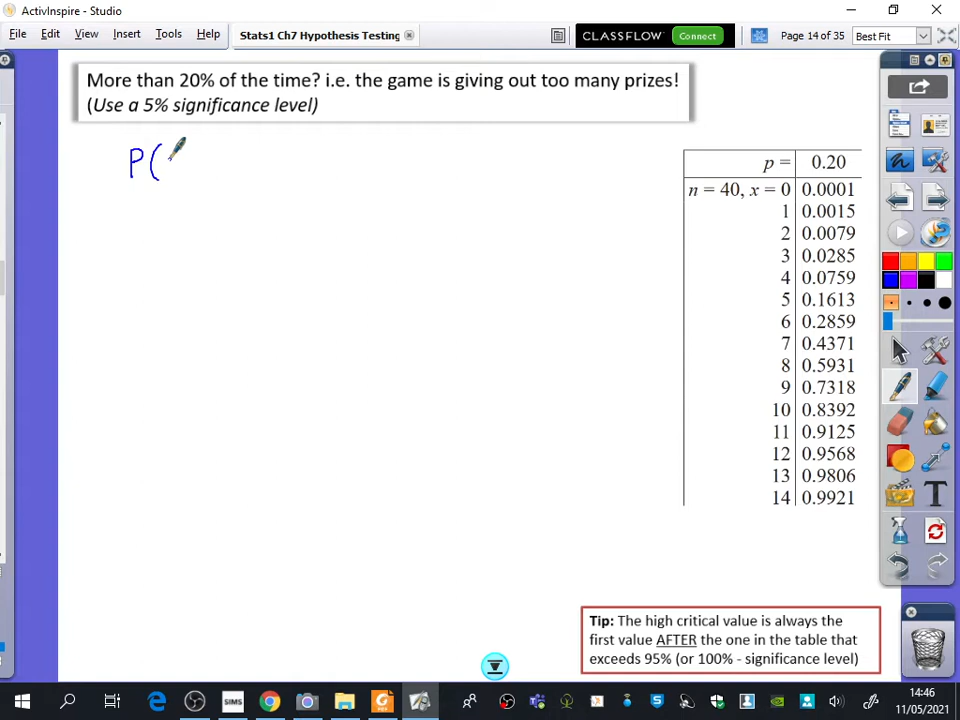 ActivInspire - Studio
File Edit View Insert Tools Help
Stats1 Ch7 Hypothesis Testing
CLASSFLOW Connect
Page 14 of 35
Best Fit
More than 20% of the time? i.e. the game is giving out too many prizes!
(Use a 5% significance level)
P(
p = 0.20
n = 40, x = 0 0.0001
1 0.0015
2 0.0079
3 0.0285
4 0.0759
5 0.1613
6 0.2859
7 0.4371
8 0.5931
9 0.7318
10 0.8392
11 0.9125
12 0.9568
13 0.9806
14 0.9921
Tip: The high critical value is always the
first value AFTER the one in the table that
exceeds 95% (or 100% - significance level)
SIMS
14:46
11/05/2021